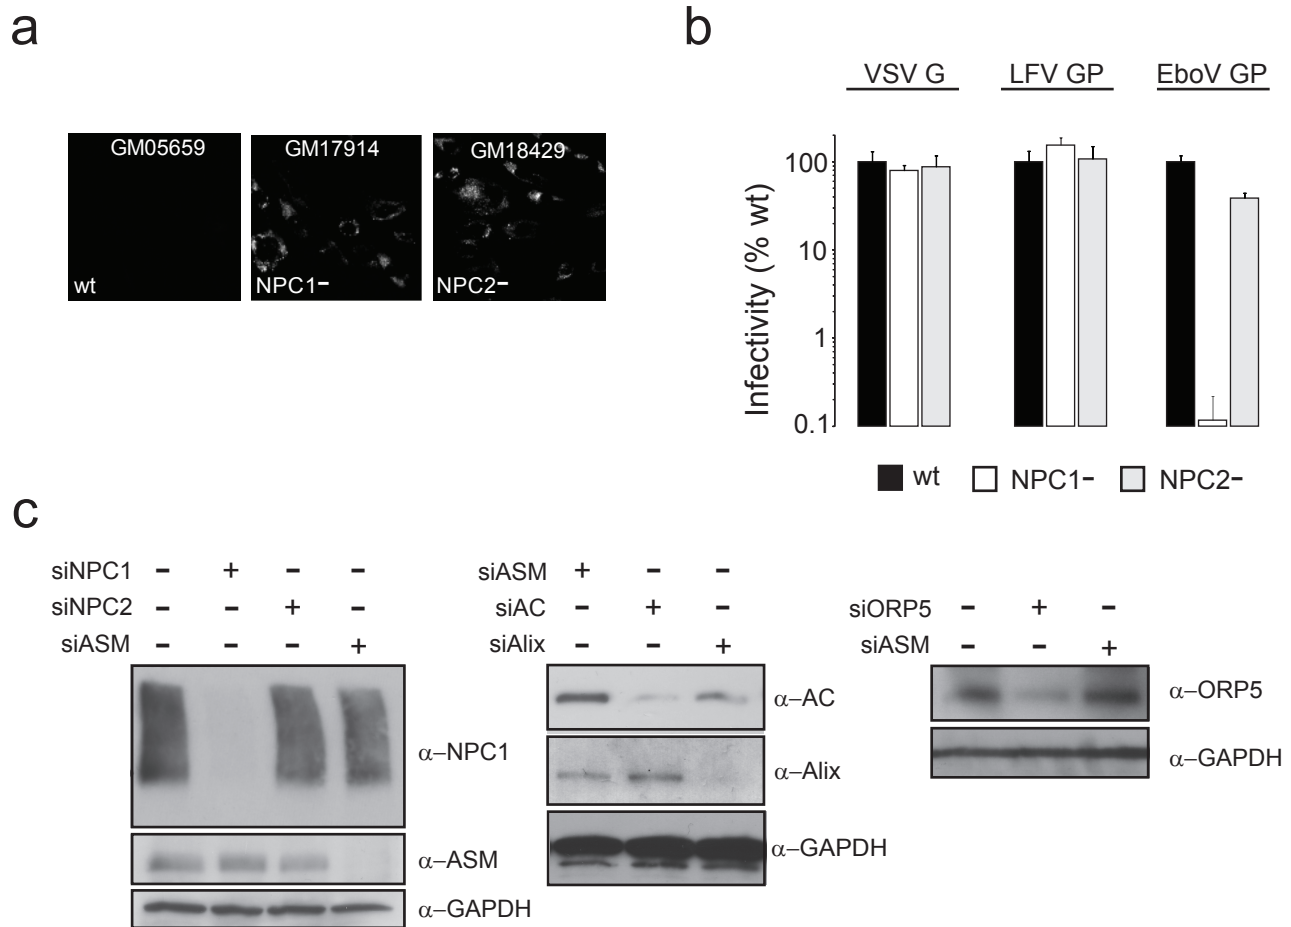 a
GM05659
wt
GM17914
NPC1−
GM18429
NPC2−
b
VSV G
LFV GP
EboV GP
Infectivity (% wt)
100
10
1
0.1
wt
NPC1−
NPC2−
c
siNPC1 − + − −
siNPC2 − − + −
siASM − − − +
α−NPC1
α−ASM
α−GAPDH
siASM + − −
siAC − + −
siAlix − − +
α−AC
α−Alix
α−GAPDH
siORP5 − + −
siASM − − +
α−ORP5
α−GAPDH